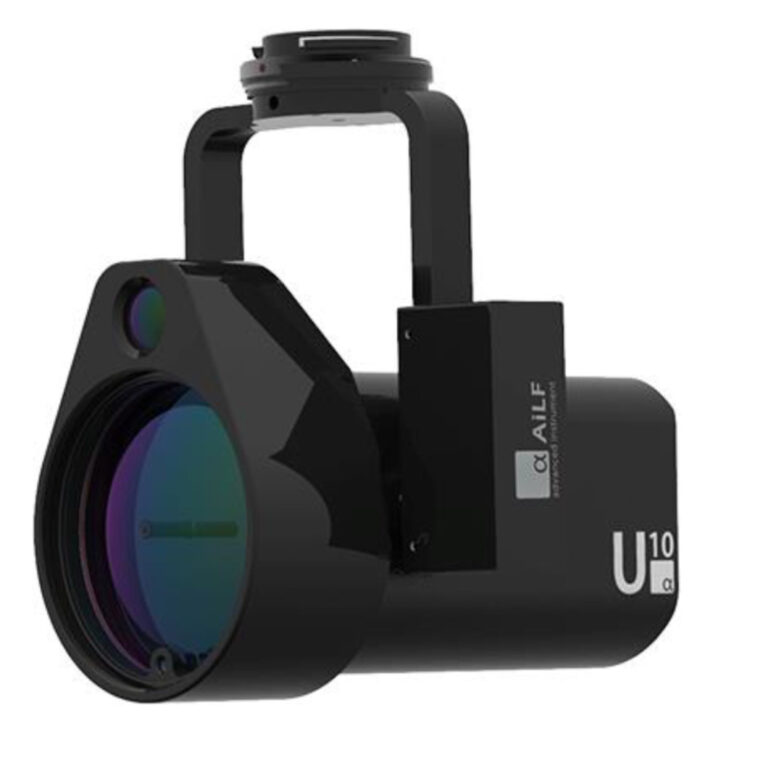 α AiLF
advanced instrument
U10
α